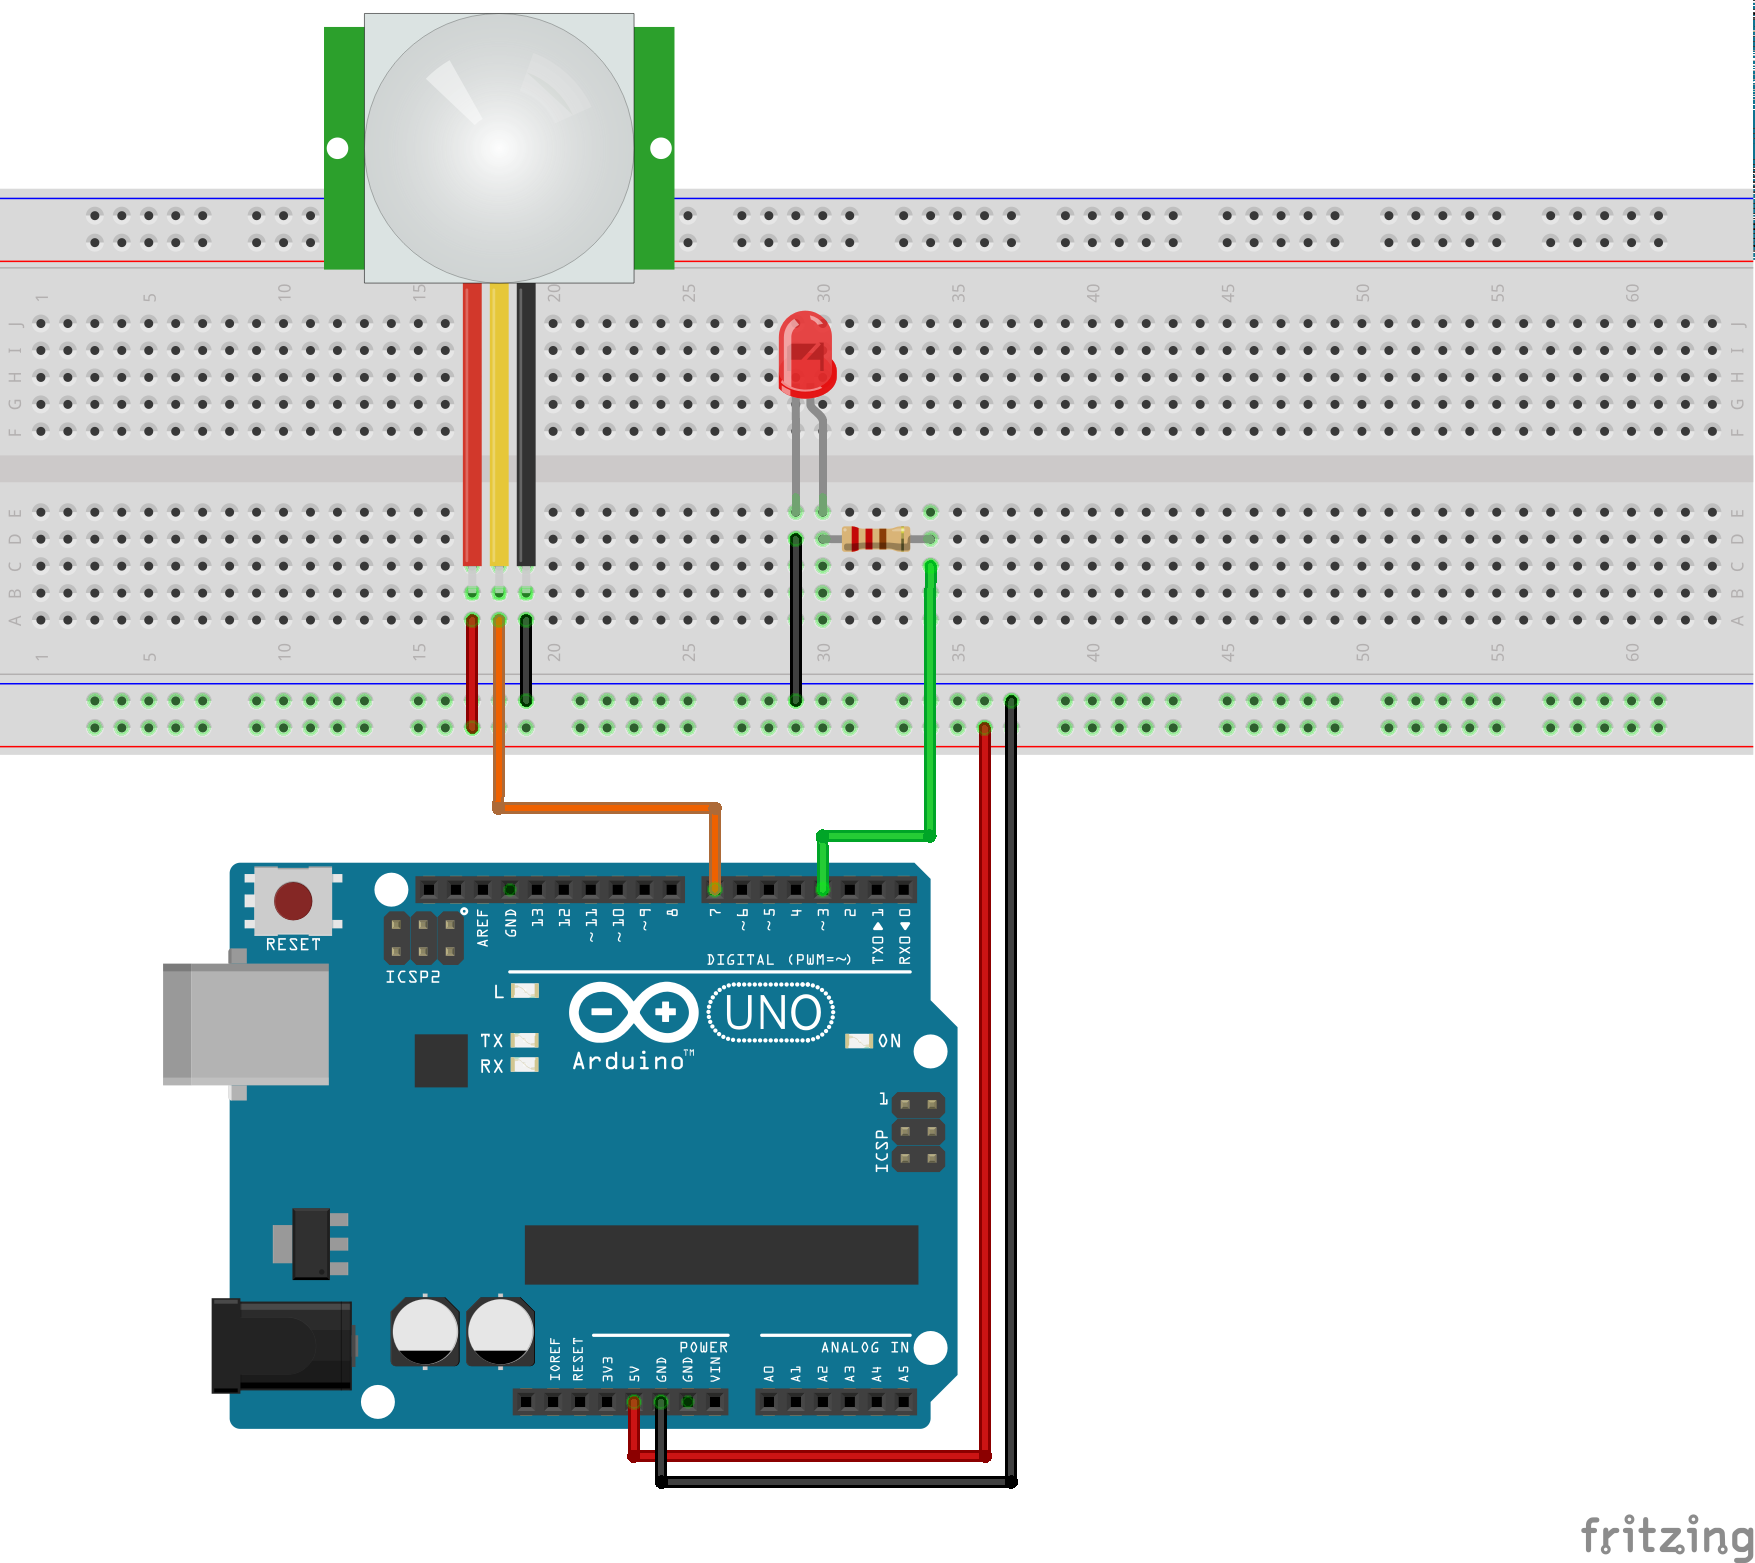 1 5 10 15 20 25 30 35 40 45 50 55 60
J J
I I
H H
G G
F F
E E
D D
C C
B B
A A
1 5 10 15 20 25 30 35 40 45 50 55 60
RESET
ICSP2
AREF GND 13 12 ~11 ~10 ~9 8 7 ~6 ~5 4 ~3 2 TX0▶1 RX0◀0
DIGITAL (PWM=~)
L
TX
RX
UNO
Arduino™
ON
1
ICSP
POWER
ANALOG IN
IOREF RESET 3V3 5V GND GND VIN A0 A1 A2 A3 A4 A5
fritzing